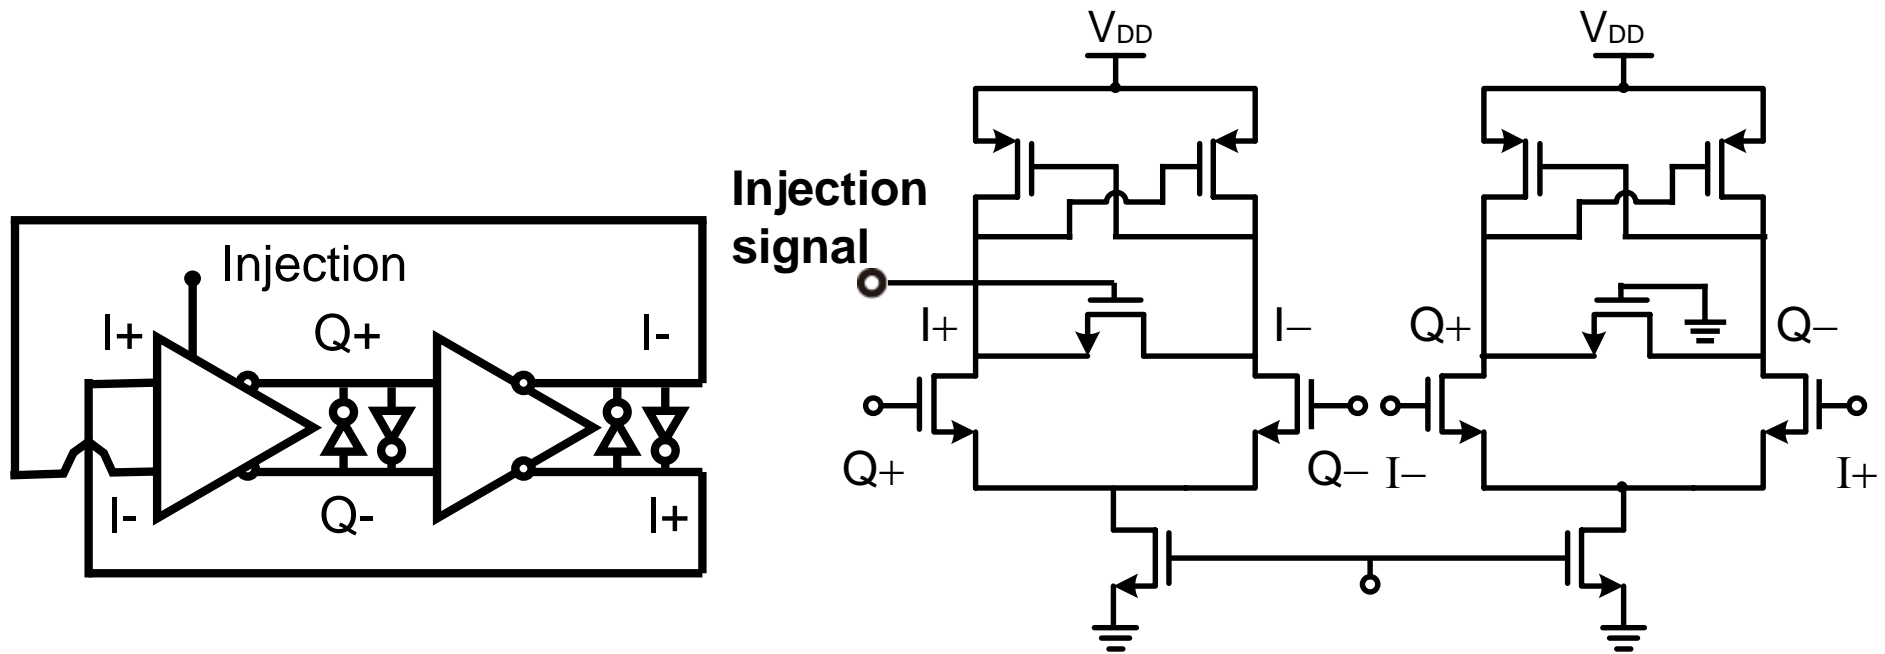 Injection
I+
Q+
I-
I-
Q-
I+
VDD
VDD
Injection
signal
I+
I−
Q+
Q−
Q+
Q−
I−
I+